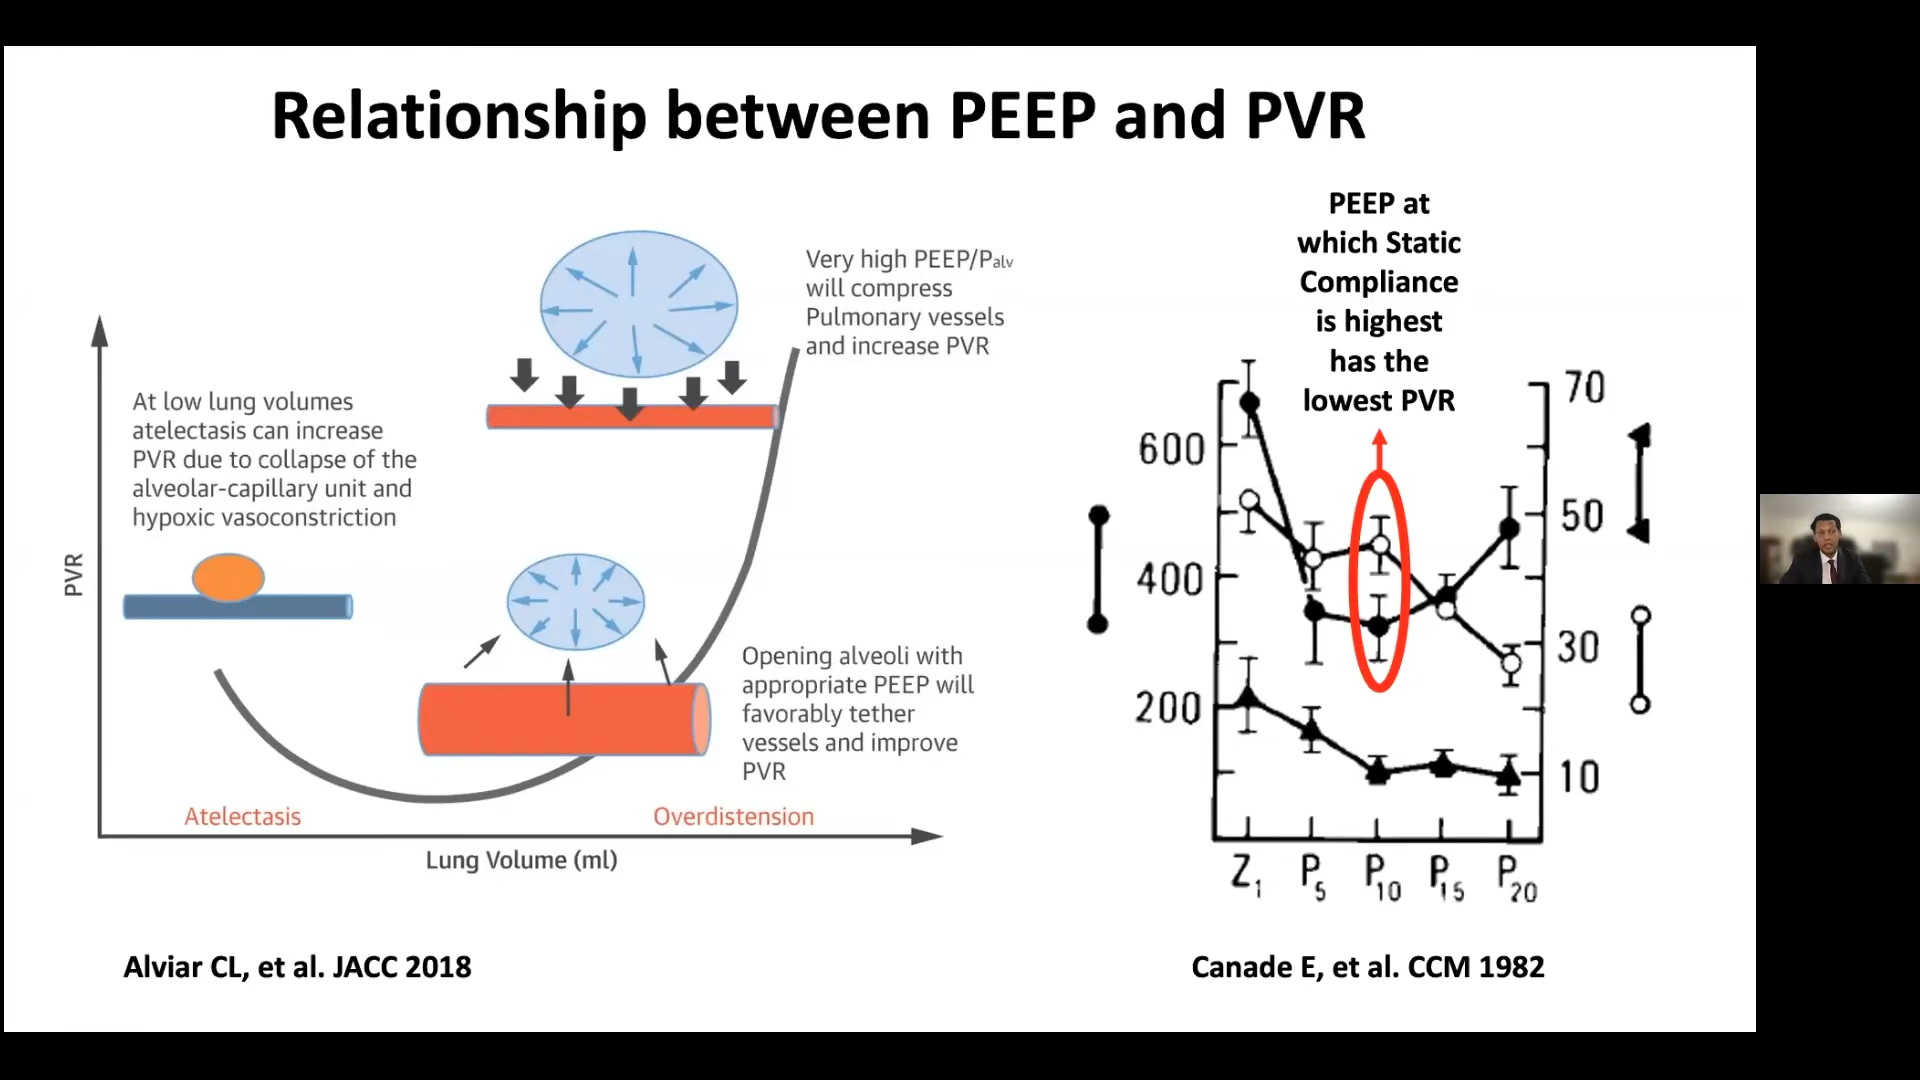 Relationship between PEEP and PVR
Very high PEEP/Palv
will compress
Pulmonary vessels
and increase PVR
At low lung volumes
atelectasis can increase
PVR due to collapse of the
alveolar-capillary unit and
hypoxic vasoconstriction
PVR
Opening alveoli with
appropriate PEEP will
favorably tether
vessels and improve
PVR
Atelectasis
Overdistension
Lung Volume (ml)
Alviar CL, et al. JACC 2018
PEEP at
which Static
Compliance
is highest
has the
lowest PVR
600
400
200
70
50
30
10
Z1 P5 P10 P15 P20
Canade E, et al. CCM 1982